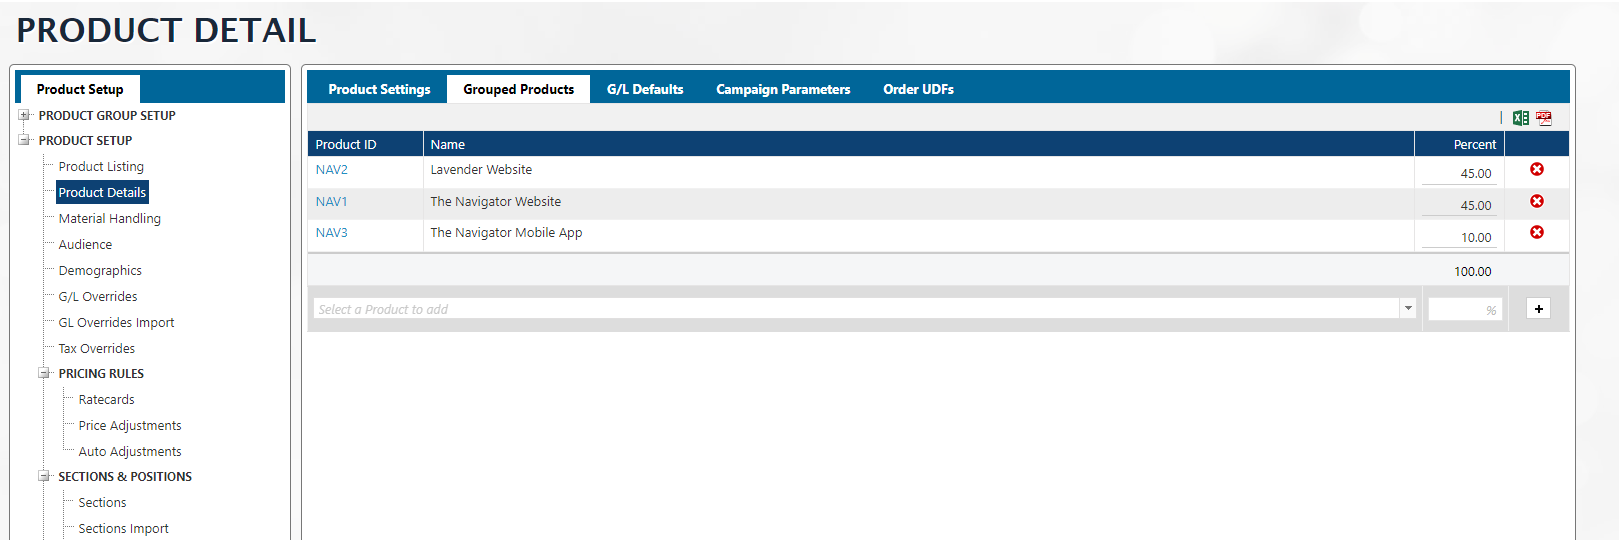 PRODUCT DETAIL
Product Setup
PRODUCT GROUP SETUP
PRODUCT SETUP
Product Listing
Product Details
Material Handling
Audience
Demographics
G/L Overrides
GL Overrides Import
Tax Overrides
PRICING RULES
Ratecards
Price Adjustments
Auto Adjustments
SECTIONS & POSITIONS
Sections
Sections Import
Product Settings Grouped Products G/L Defaults Campaign Parameters Order UDFs
PDF
Product ID Name Percent
NAV2 Lavender Website 45.00
NAV1 The Navigator Website 45.00
NAV3 The Navigator Mobile App 10.00
100.00
Select a Product to add %